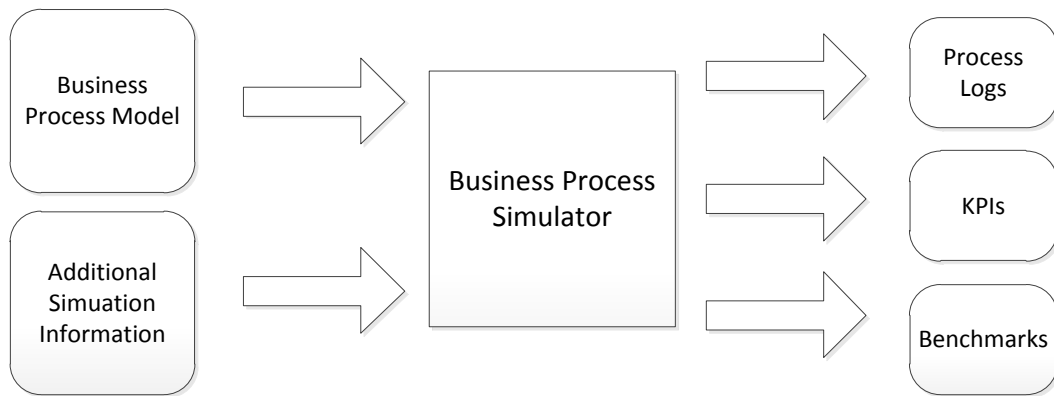 Business
Process Model
Additional
Simuation
Information
Business Process
Simulator
Process
Logs
KPIs
Benchmarks